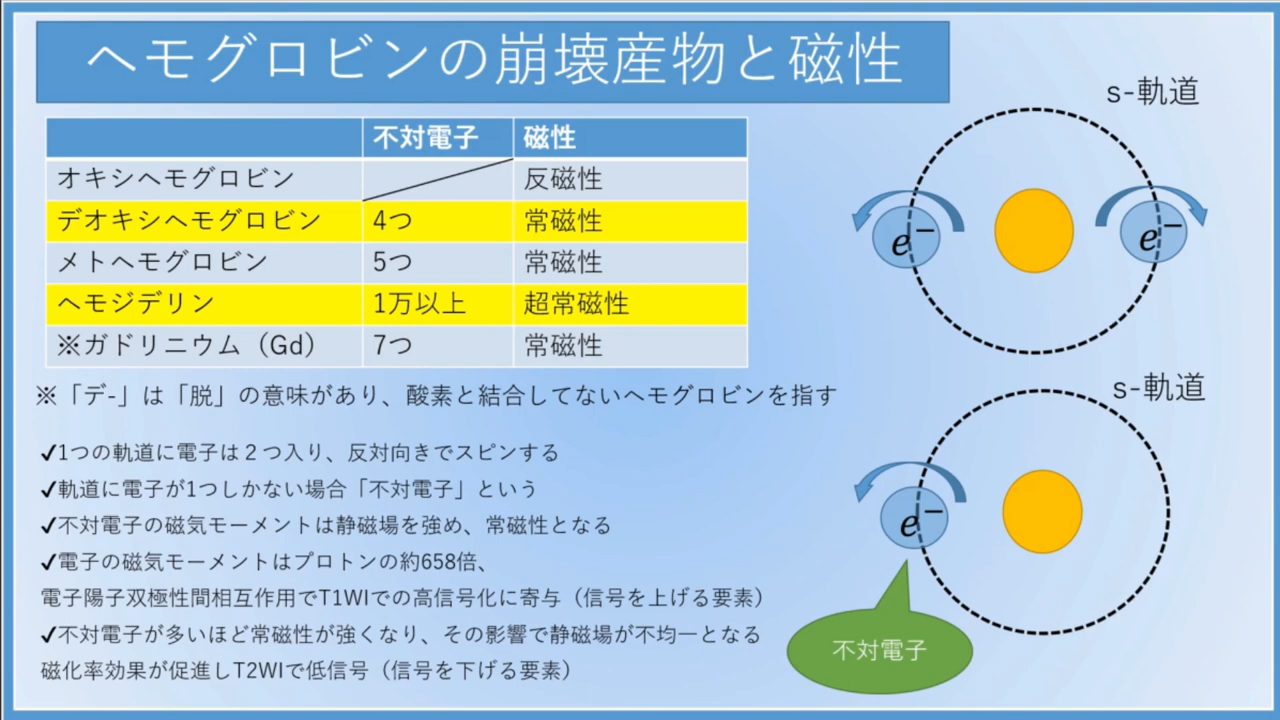 ヘモグロビンの崩壊産物と磁性
不対電子 磁性
オキシヘモグロビン 反磁性
デオキシヘモグロビン 4つ 常磁性
メトヘモグロビン 5つ 常磁性
ヘモジデリン 1万以上 超常磁性
※ガドリニウム（Gd） 7つ 常磁性
※「デ-」は「脱」の意味があり、酸素と結合してないヘモグロビンを指す
✓1つの軌道に電子は２つ入り、反対向きでスピンする
✓軌道に電子が1つしかない場合「不対電子」という
✓不対電子の磁気モーメントは静磁場を強め、常磁性となる
✓電子の磁気モーメントはプロトンの約658倍、
電子陽子双極性間相互作用でT1WIでの高信号化に寄与（信号を上げる要素）
✓不対電子が多いほど常磁性が強くなり、その影響で静磁場が不均一となる
磁化率効果が促進しT2WIで低信号（信号を下げる要素）
s-軌道
e− e−
s-軌道
e−
不対電子